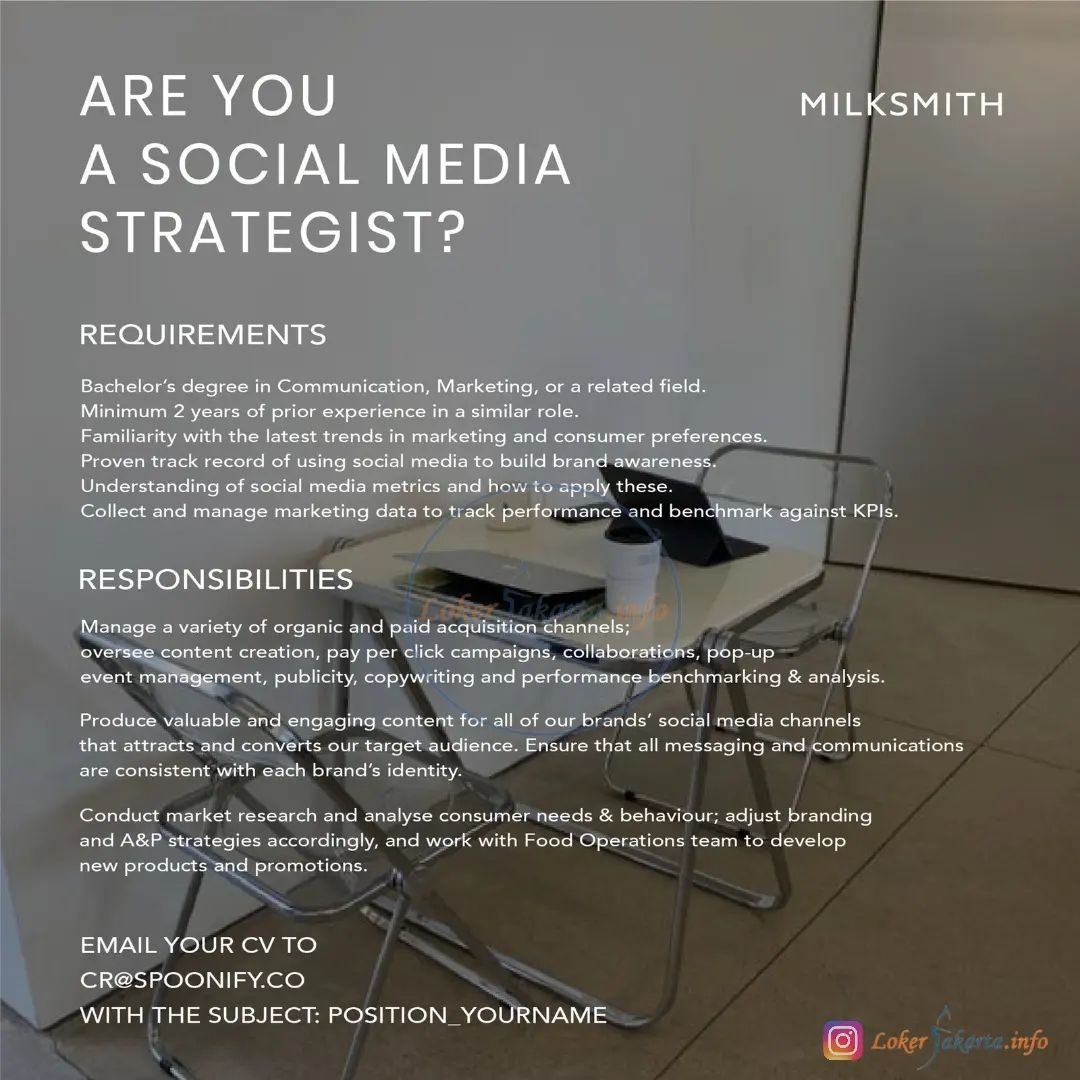 ARE YOU
A SOCIAL MEDIA
STRATEGIST?
MILKSMITH
REQUIREMENTS
Bachelor's degree in Communication, Marketing, or a related field.
Minimum 2 years of prior experience in a similar role.
Familiarity with the latest trends in marketing and consumer preferences.
Proven track record of using social media to build brand awareness.
Understanding of social media metrics and how to apply these.
Collect and manage marketing data to track performance and benchmark against KPIs.
RESPONSIBILITIES
Loker Jakarta.info
Manage a variety of organic and paid acquisition channels;
oversee content creation, pay per click campaigns, collaborations, pop-up
event management, publicity, copywriting and performance benchmarking & analysis.
Produce valuable and engaging content for all of our brands' social media channels
that attracts and converts our target audience. Ensure that all messaging and communications
are consistent with each brand's identity.
Conduct market research and analyse consumer needs & behaviour; adjust branding
and A&P strategies accordingly, and work with Food Operations team to develop
new products and promotions.
EMAIL YOUR CV TO
CR@SPOONIFY.CO
WITH THE SUBJECT: POSITION_YOURNAME
Loker Jakarta.info